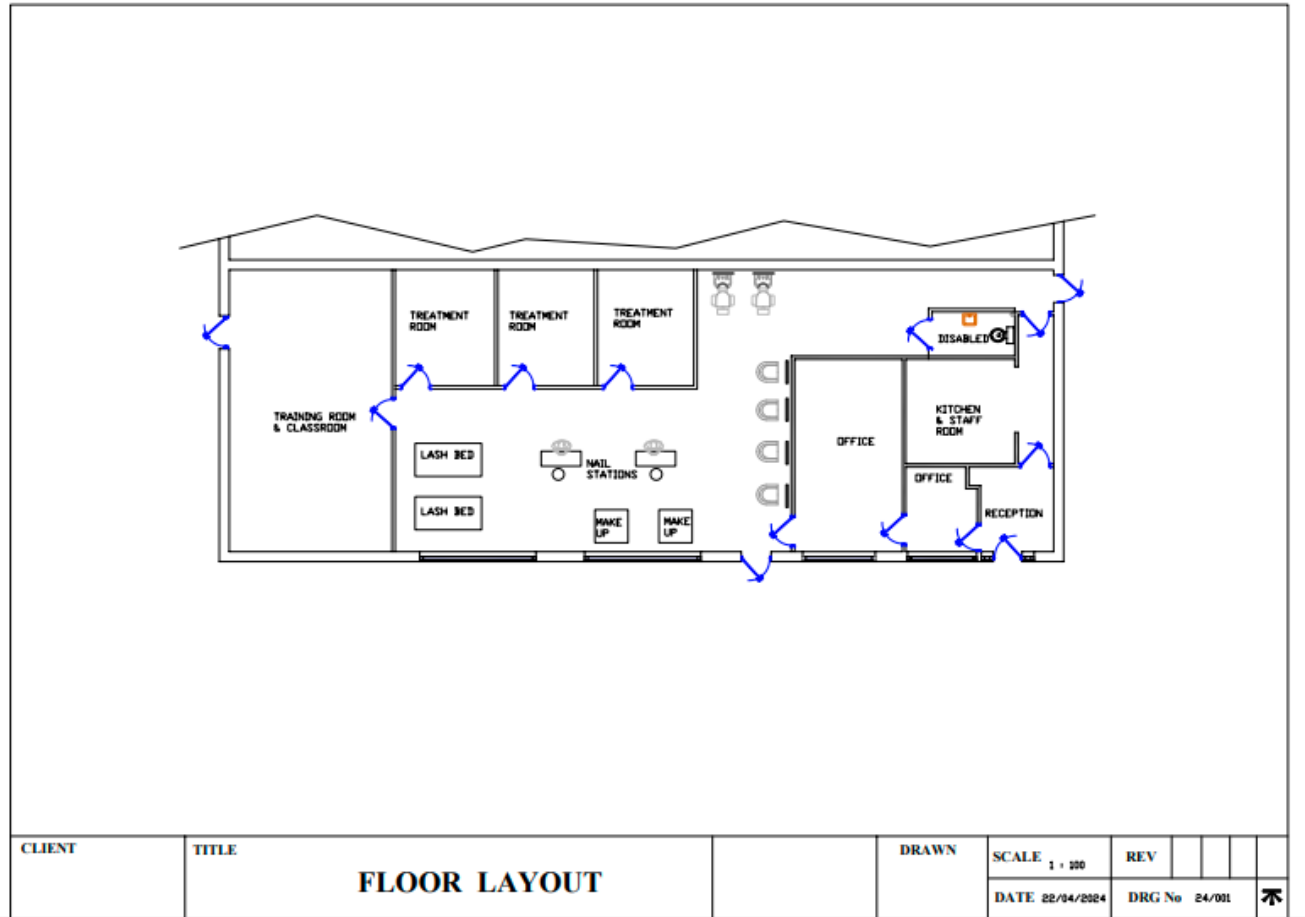 TREATMENT
ROOM
TREATMENT
ROOM
TREATMENT
ROOM
DISABLED
TRAINING ROOM
& CLASSROOM
KITCHEN
& STAFF
ROOM
OFFICE
LASH BED
NAIL
STATIONS
OFFICE
LASH BED
MAKE
UP
MAKE
UP
RECEPTION
CLIENT
TITLE
FLOOR LAYOUT
DRAWN
SCALE 1 : 100
REV
DATE 22/04/2024
DRG No 24/001